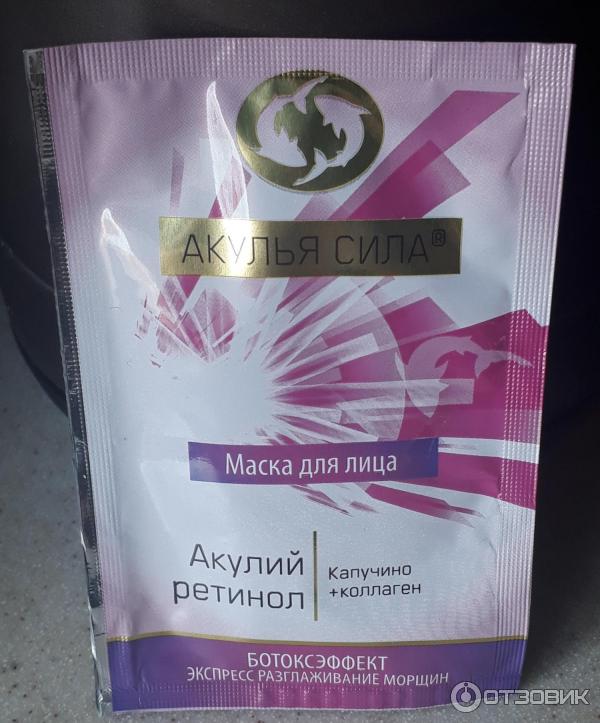 АКУЛЬЯ СИЛА®
Маска для лица
Акулий
ретинол
Капучино
+коллаген
БОТОКСЭФФЕКТ
ЭКСПРЕСС РАЗГЛАЖИВАНИЕ МОРЩИН
ОТЗОВИК